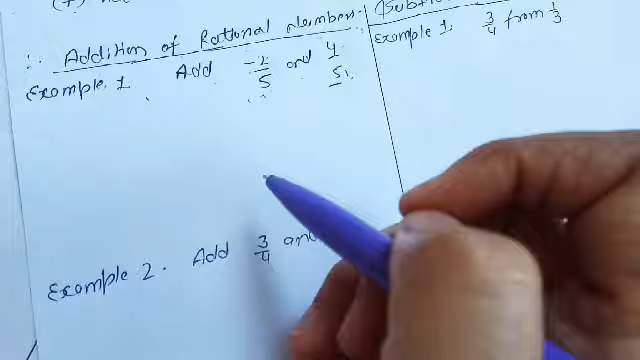 (+)
∴ Addition of Rational Numbers.
Example 1 Add -2/5 and 4/5.
Example 2. Add 3/4 and
Example 1. 3/4 from 1/3